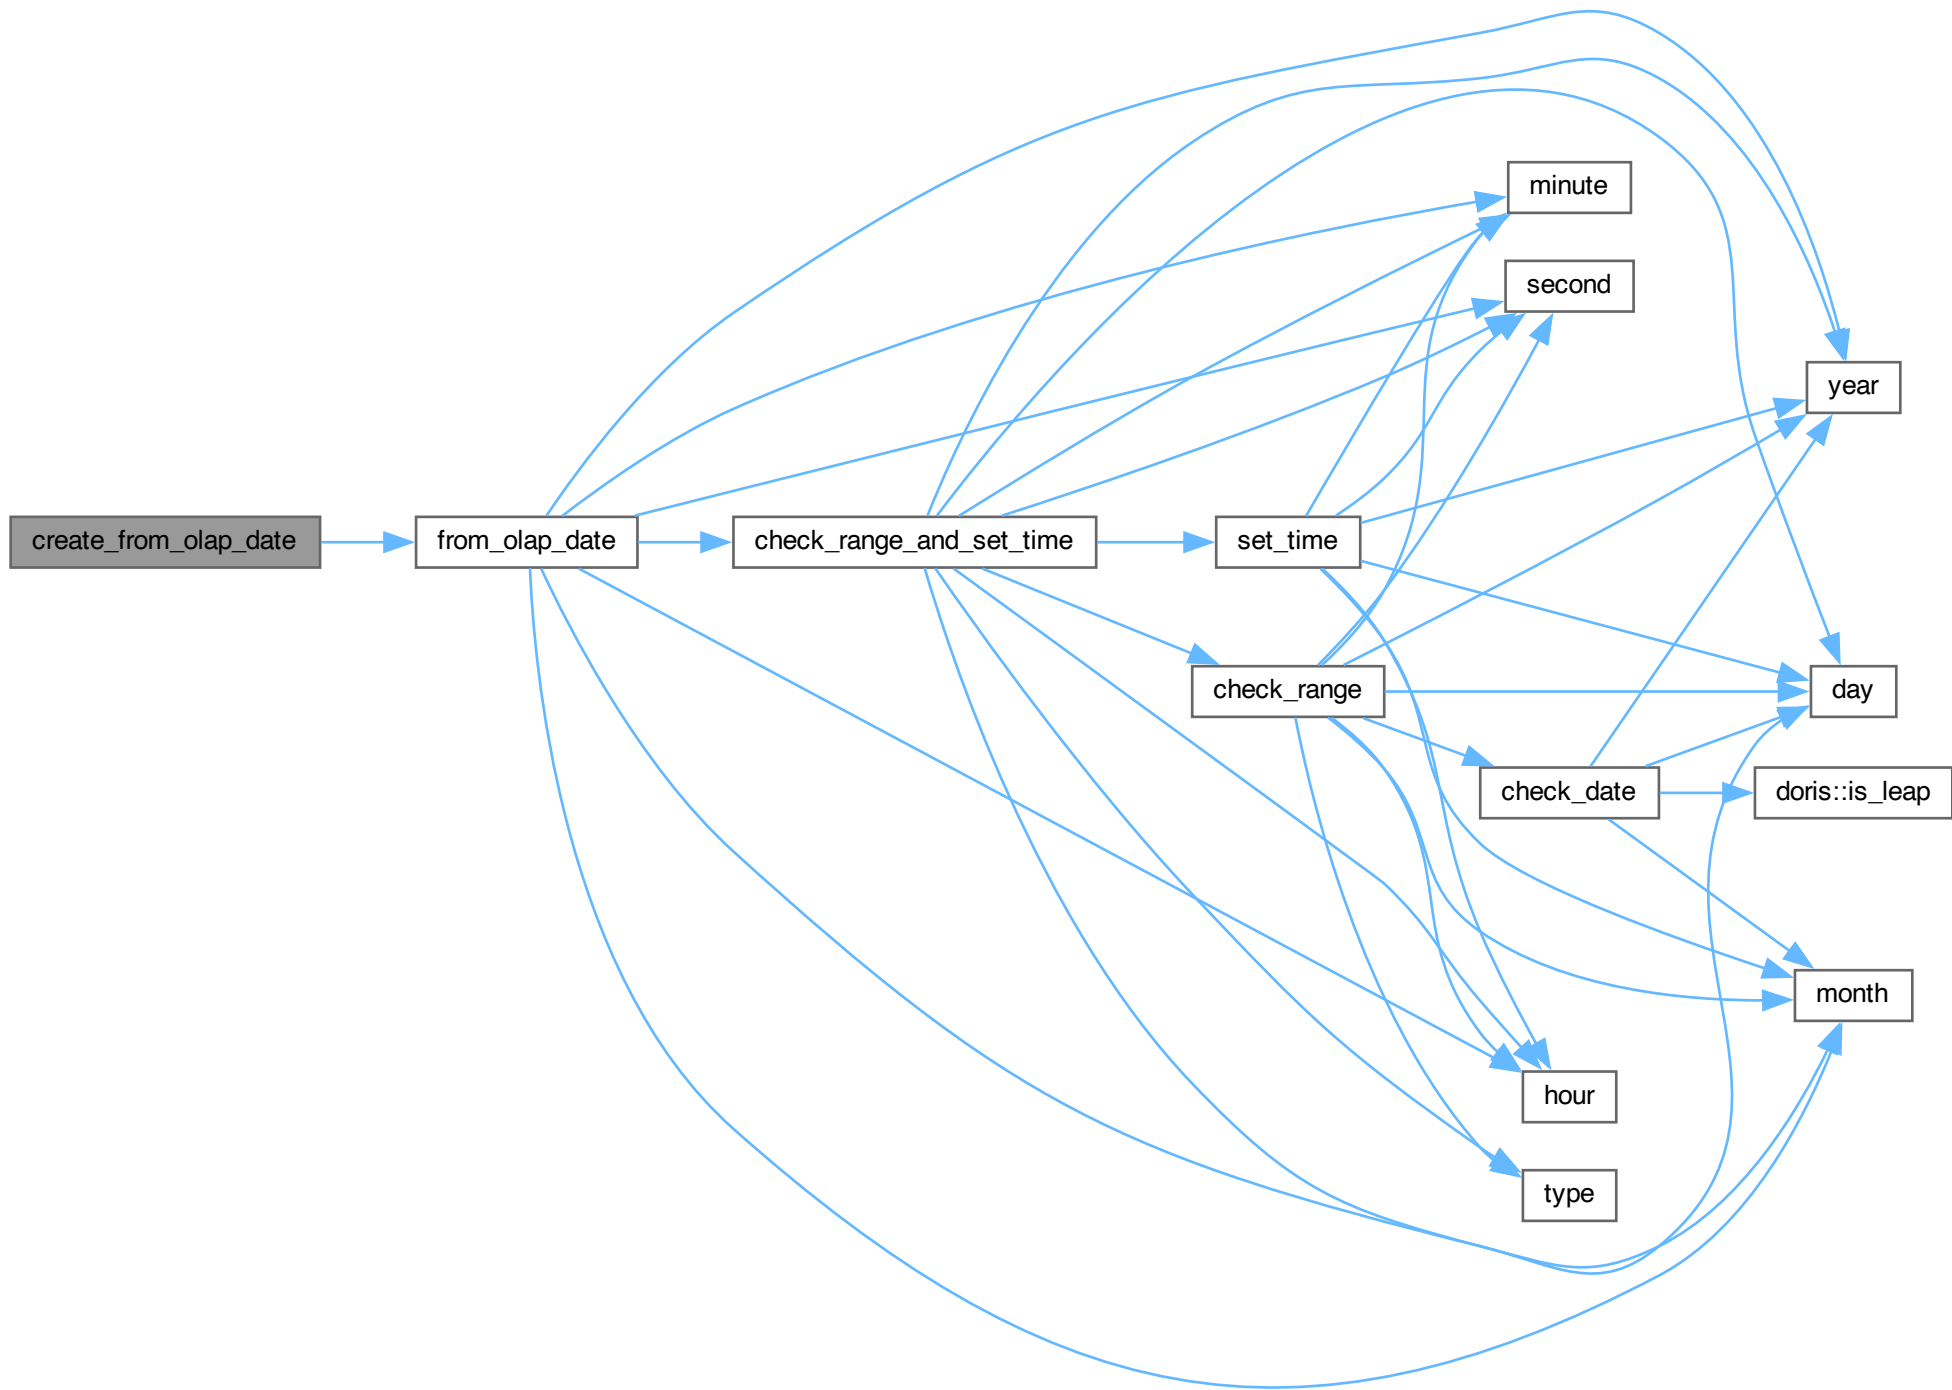 minute
second
year
create_from_olap_date
from_olap_date
check_range_and_set_time
set_time
check_range
day
check_date
doris::is_leap
month
hour
type